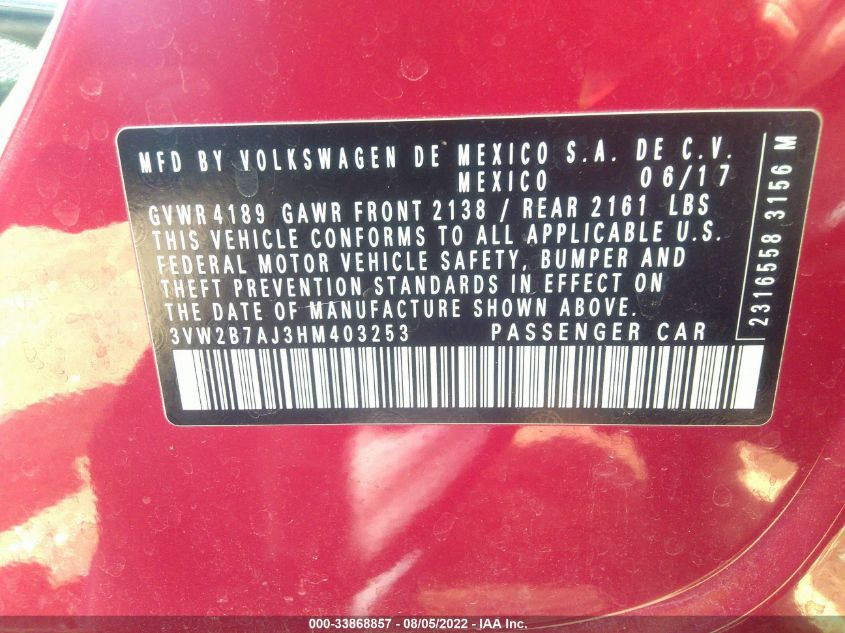 MFD BY VOLKSWAGEN DE MEXICO S.A. DE C.V.
MEXICO 06/17
GVWR 4189 GAWR FRONT 2138 / REAR 2161 LBS
THIS VEHICLE CONFORMS TO ALL APPLICABLE U.S.
FEDERAL MOTOR VEHICLE SAFETY, BUMPER AND
THEFT PREVENTION STANDARDS IN EFFECT ON
THE DATE OF MANUFACTURE SHOWN ABOVE.
3VW2B7AJ3HM403253 PASSENGER CAR
2316558 3156 M
000-33868857 - 08/05/2022 - IAA Inc.